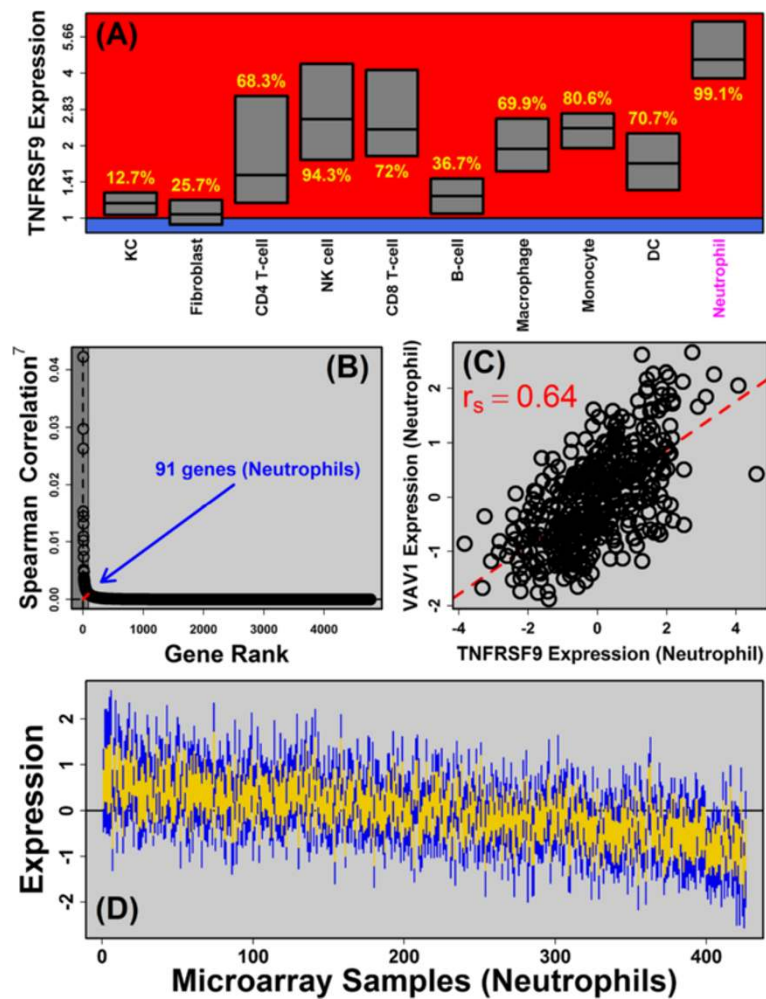 (A)
TNFRSF9 Expression
5.66
4
2.83
2
1.41
1
12.7%
25.7%
68.3%
94.3%
72%
36.7%
69.9%
80.6%
70.7%
99.1%
KC
Fibroblast
CD4 T-cell
NK cell
CD8 T-cell
B-cell
Macrophage
Monocyte
DC
Neutrophil
(B)
Spearman Correlation7
0.04
0.03
0.02
0.01
0.00
91 genes (Neutrophils)
0
1000
2000
3000
4000
Gene Rank
(C)
rs = 0.64
VAV1 Expression (Neutrophil)
2
1
0
-1
-2
-4
-2
0
2
4
TNFRSF9 Expression (Neutrophil)
Expression
2
1
0
-1
-2
(D)
0
100
200
300
400
Microarray Samples (Neutrophils)